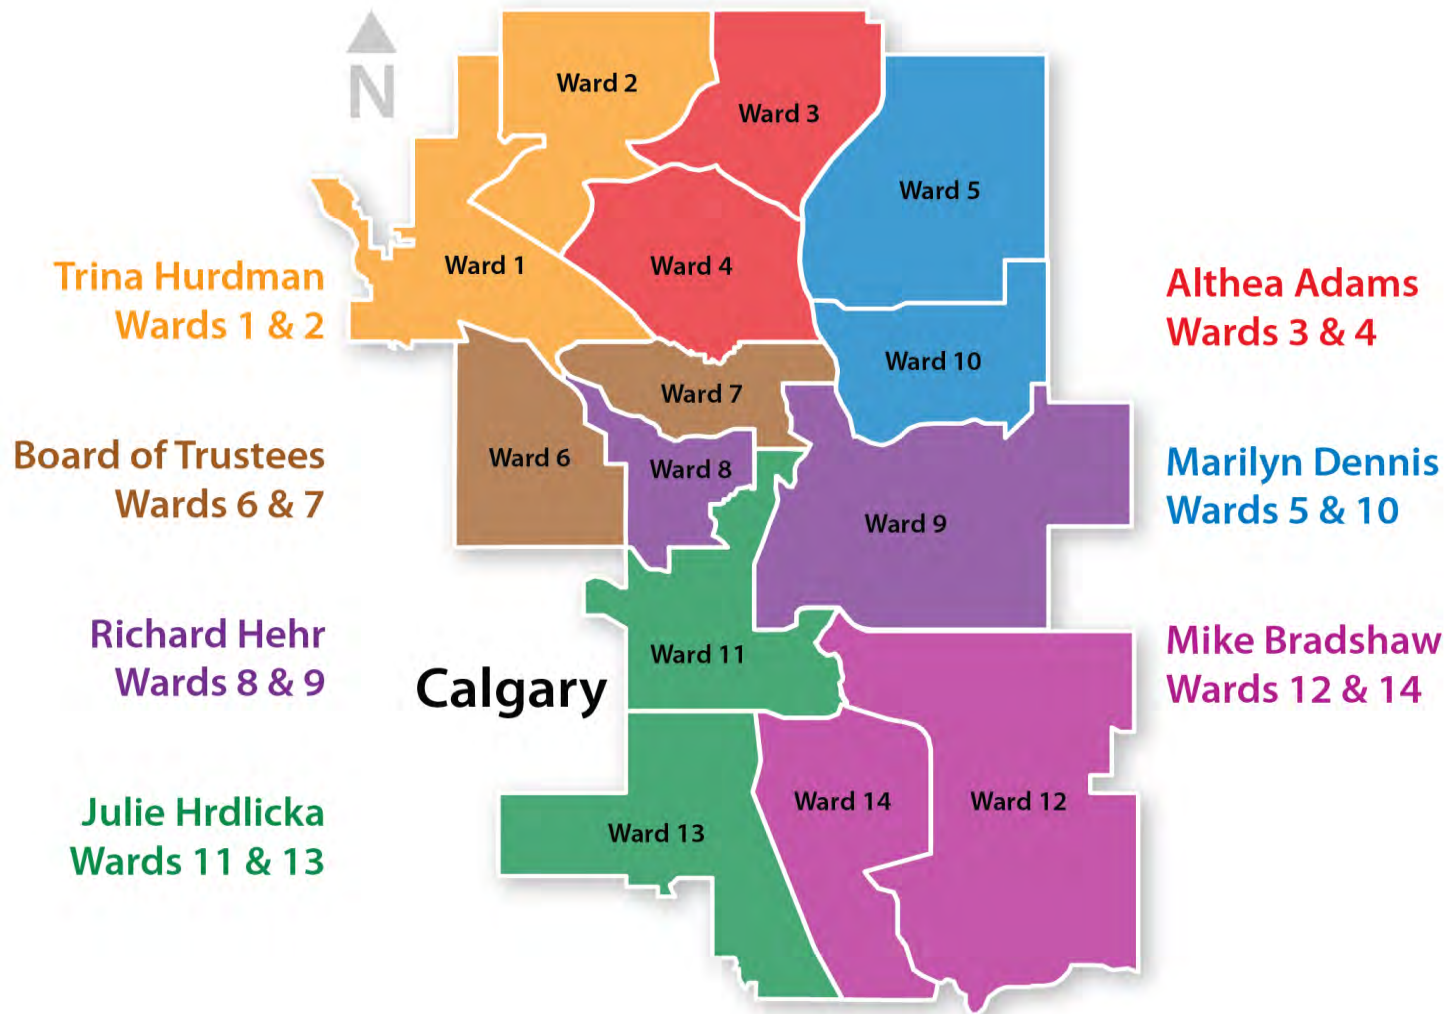 N
Ward 2
Ward 3
Ward 5
Ward 1
Ward 4
Ward 10
Ward 7
Ward 6
Ward 8
Ward 9
Ward 11
Ward 14
Ward 12
Ward 13
Calgary
Trina Hurdman
Wards 1 & 2
Board of Trustees
Wards 6 & 7
Richard Hehr
Wards 8 & 9
Julie Hrdlicka
Wards 11 & 13
Althea Adams
Wards 3 & 4
Marilyn Dennis
Wards 5 & 10
Mike Bradshaw
Wards 12 & 14